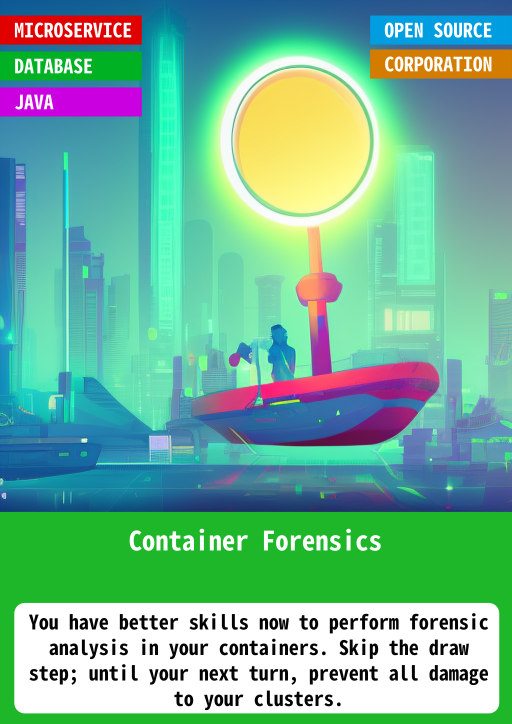 MICROSERVICE
OPEN SOURCE
DATABASE
CORPORATION
JAVA
Container Forensics
You have better skills now to perform forensic
analysis in your containers. Skip the draw
step; until your next turn, prevent all damage
to your clusters.